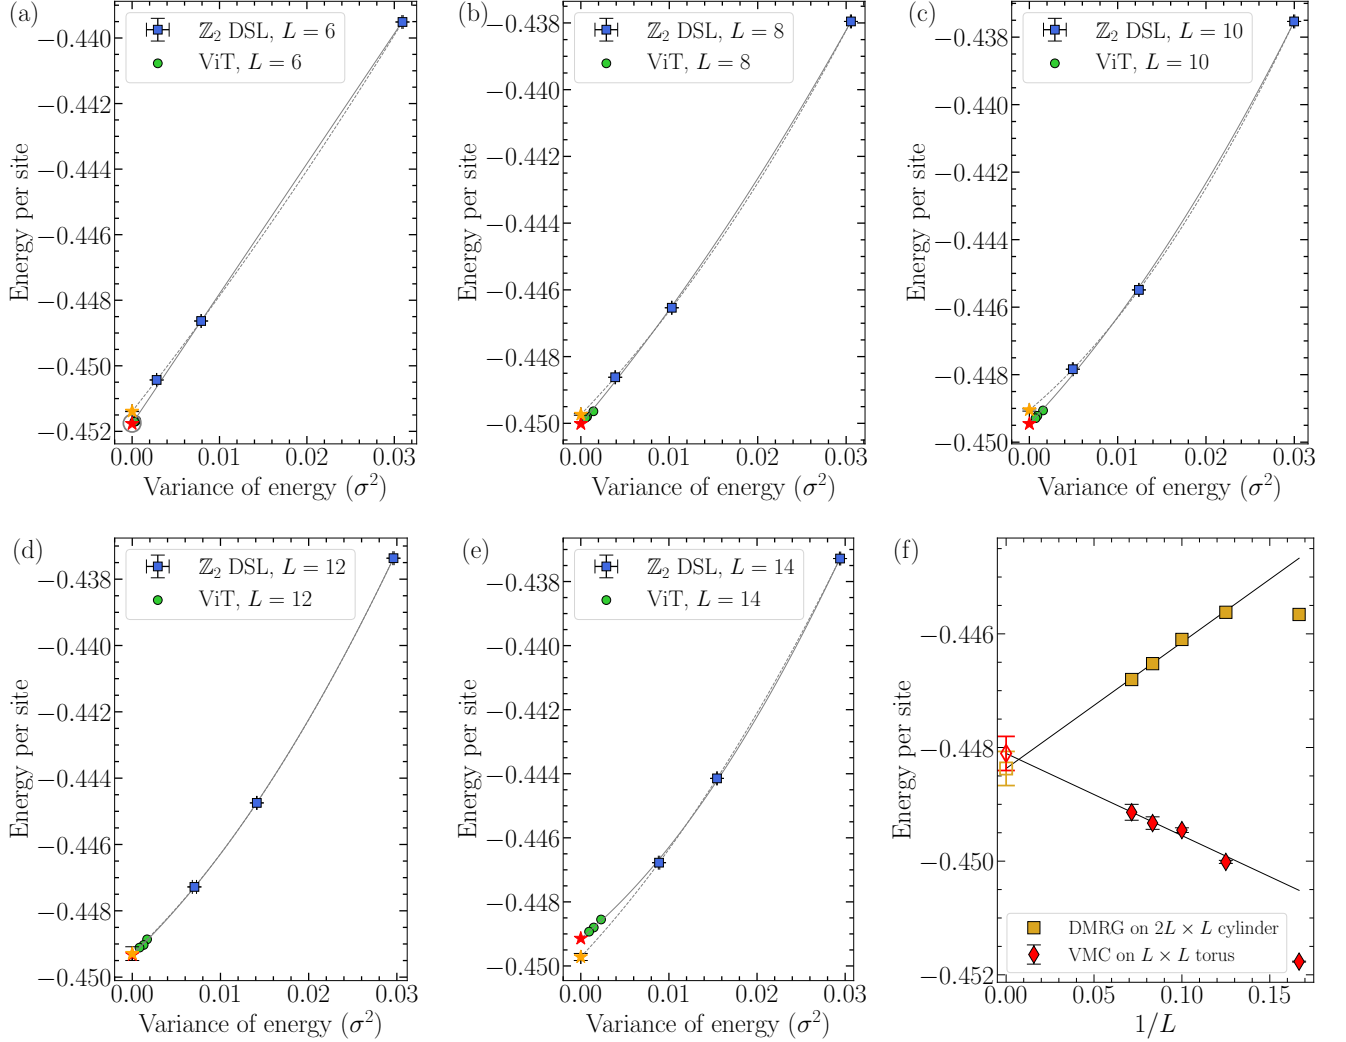 (a)
ℤ₂ DSL, L = 6
ViT, L = 6
Energy per site
−0.440
−0.442
−0.444
−0.446
−0.448
−0.450
−0.452
0.00 0.01 0.02 0.03
Variance of energy (σ²)
(b)
ℤ₂ DSL, L = 8
ViT, L = 8
Energy per site
−0.438
−0.440
−0.442
−0.444
−0.446
−0.448
−0.450
0.00 0.01 0.02 0.03
Variance of energy (σ²)
(c)
ℤ₂ DSL, L = 10
ViT, L = 10
Energy per site
−0.438
−0.440
−0.442
−0.444
−0.446
−0.448
−0.450
0.00 0.01 0.02 0.03
Variance of energy (σ²)
(d)
ℤ₂ DSL, L = 12
ViT, L = 12
Energy per site
−0.438
−0.440
−0.442
−0.444
−0.446
−0.448
−0.450
0.00 0.01 0.02 0.03
Variance of energy (σ²)
(e)
ℤ₂ DSL, L = 14
ViT, L = 14
Energy per site
−0.438
−0.440
−0.442
−0.444
−0.446
−0.448
−0.450
0.00 0.01 0.02 0.03
Variance of energy (σ²)
(f)
Energy per site
−0.446
−0.448
−0.450
−0.452
DMRG on 2L × L cylinder
VMC on L × L torus
0.00 0.05 0.10 0.15
1/L